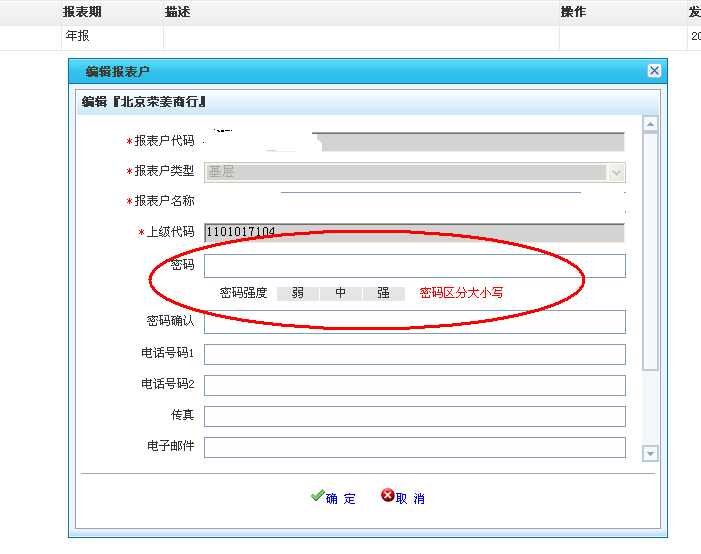 报表期 描述 操作 发
年报 20
编辑报表户
编辑『北京荣姜商行』
*报表户代码
*报表户类型 基层
*报表户名称
*上级代码 1101017104
密码
密码强度 弱 中 强 密码区分大小写
密码确认
电话号码1
电话号码2
传真
电子邮件
确 定 取 消